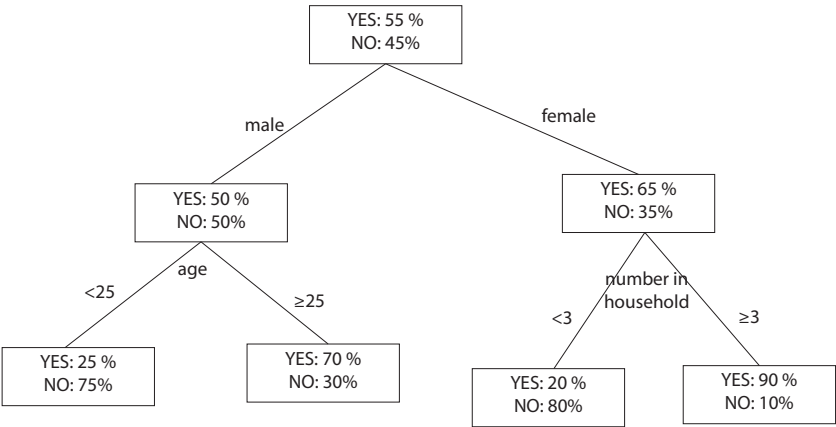 YES: 55 %
NO: 45%
male
female
YES: 50 %
NO: 50%
YES: 65 %
NO: 35%
age
<25
≥25
number in
household
<3
≥3
YES: 25 %
NO: 75%
YES: 70 %
NO: 30%
YES: 20 %
NO: 80%
YES: 90 %
NO: 10%